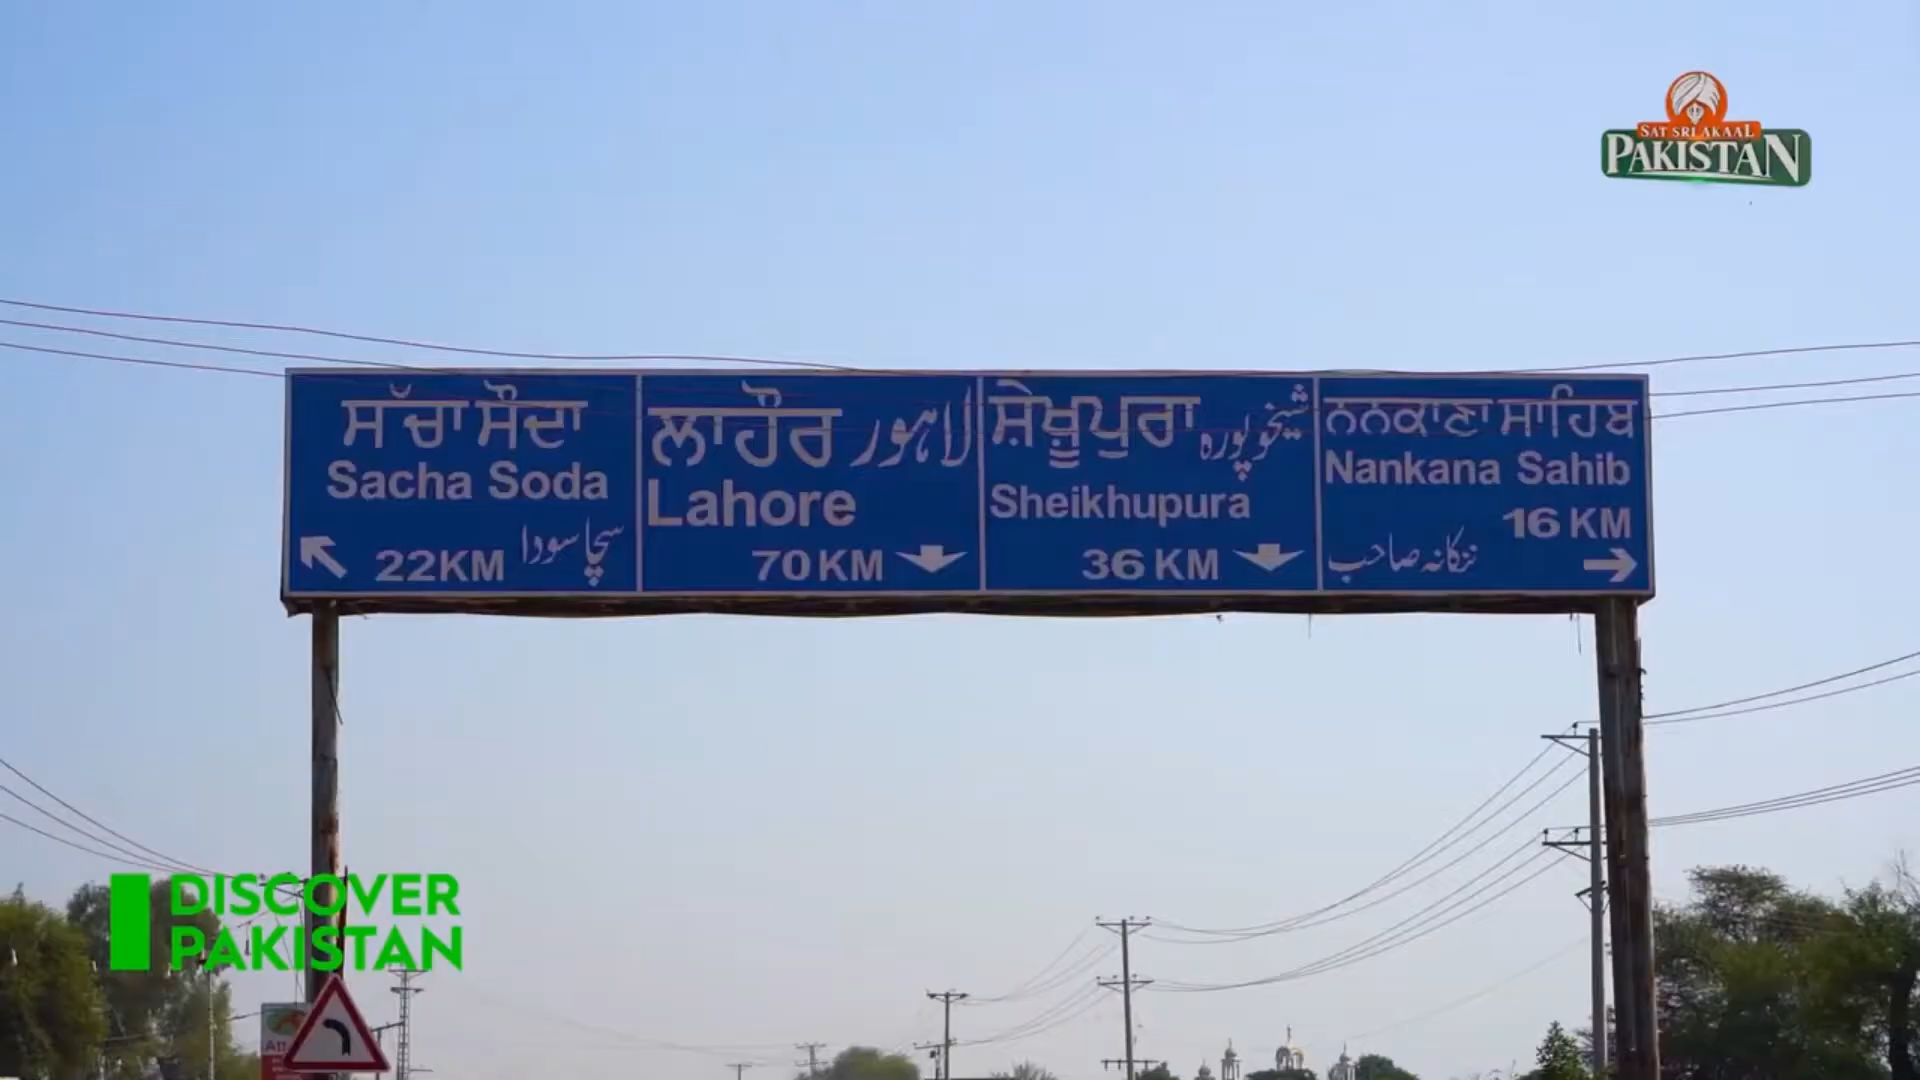 SAT SRI AKAAL
PAKISTAN
ਸੱਚਾ ਸੌਦਾ
Sacha Soda
22KM سچا سودا
ਲਾਹੌਰ لاہور
Lahore
70 KM
ਸ਼ੇਖ਼ੂਪੁਰਾ شیخوپورہ
Sheikhupura
36 KM
ਨਨਕਾਣਾ ਸਾਹਿਬ
Nankana Sahib
16 KM
ننکانہ صاحب
DISCOVER
PAKISTAN